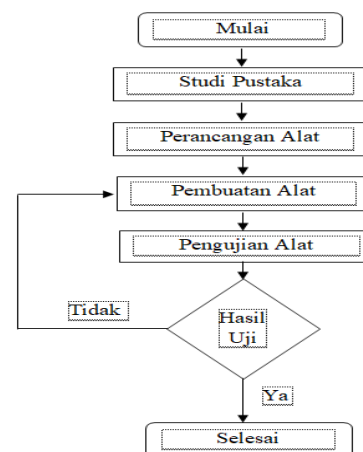 Mulai
Studi Pustaka
Perancangan Alat
Pembuatan Alat
Pengujian Alat
Tidak
Hasil
Uji
Ya
Selesai